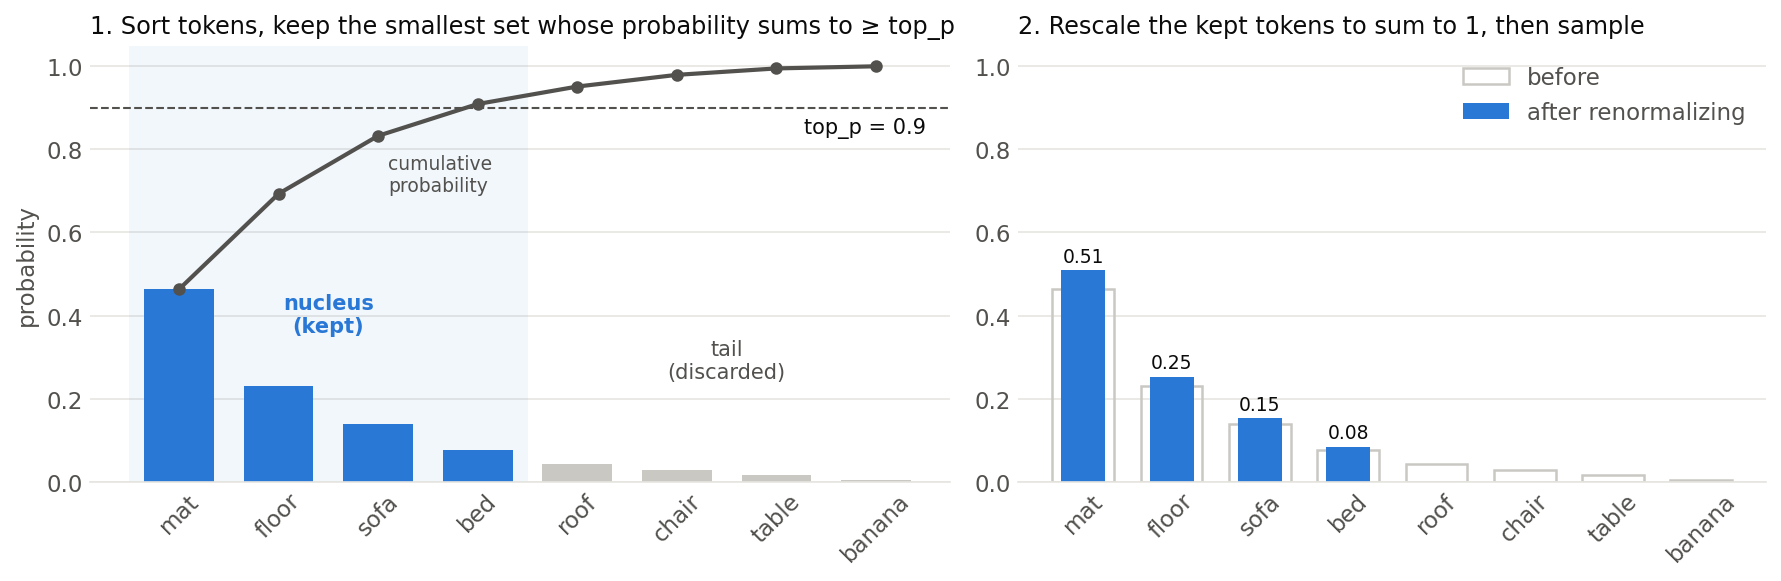 1. Sort tokens, keep the smallest set whose probability sums to ≥ top_p
probability
1.0
0.8
0.6
0.4
0.2
0.0
top_p = 0.9
cumulative
probability
nucleus
(kept)
tail
(discarded)
mat
floor
sofa
bed
roof
chair
table
banana
2. Rescale the kept tokens to sum to 1, then sample
1.0
0.8
0.6
0.4
0.2
0.0
before
after renormalizing
0.51
0.25
0.15
0.08
mat
floor
sofa
bed
roof
chair
table
banana